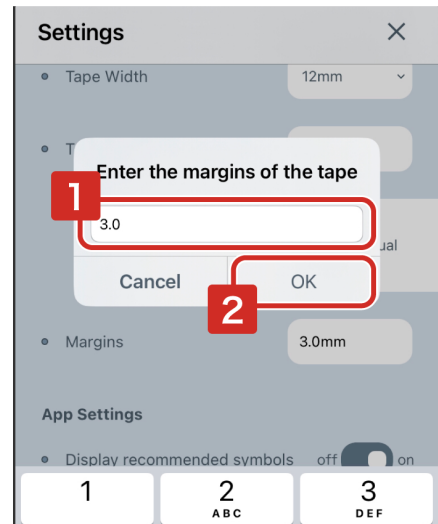 Settings
Tape Width 12mm
T
Enter the margins of the tape
1
3.0
ual
Cancel OK
2
Margins 3.0mm
App Settings
Display recommended symbols off on
1 2 3
ABC DEF